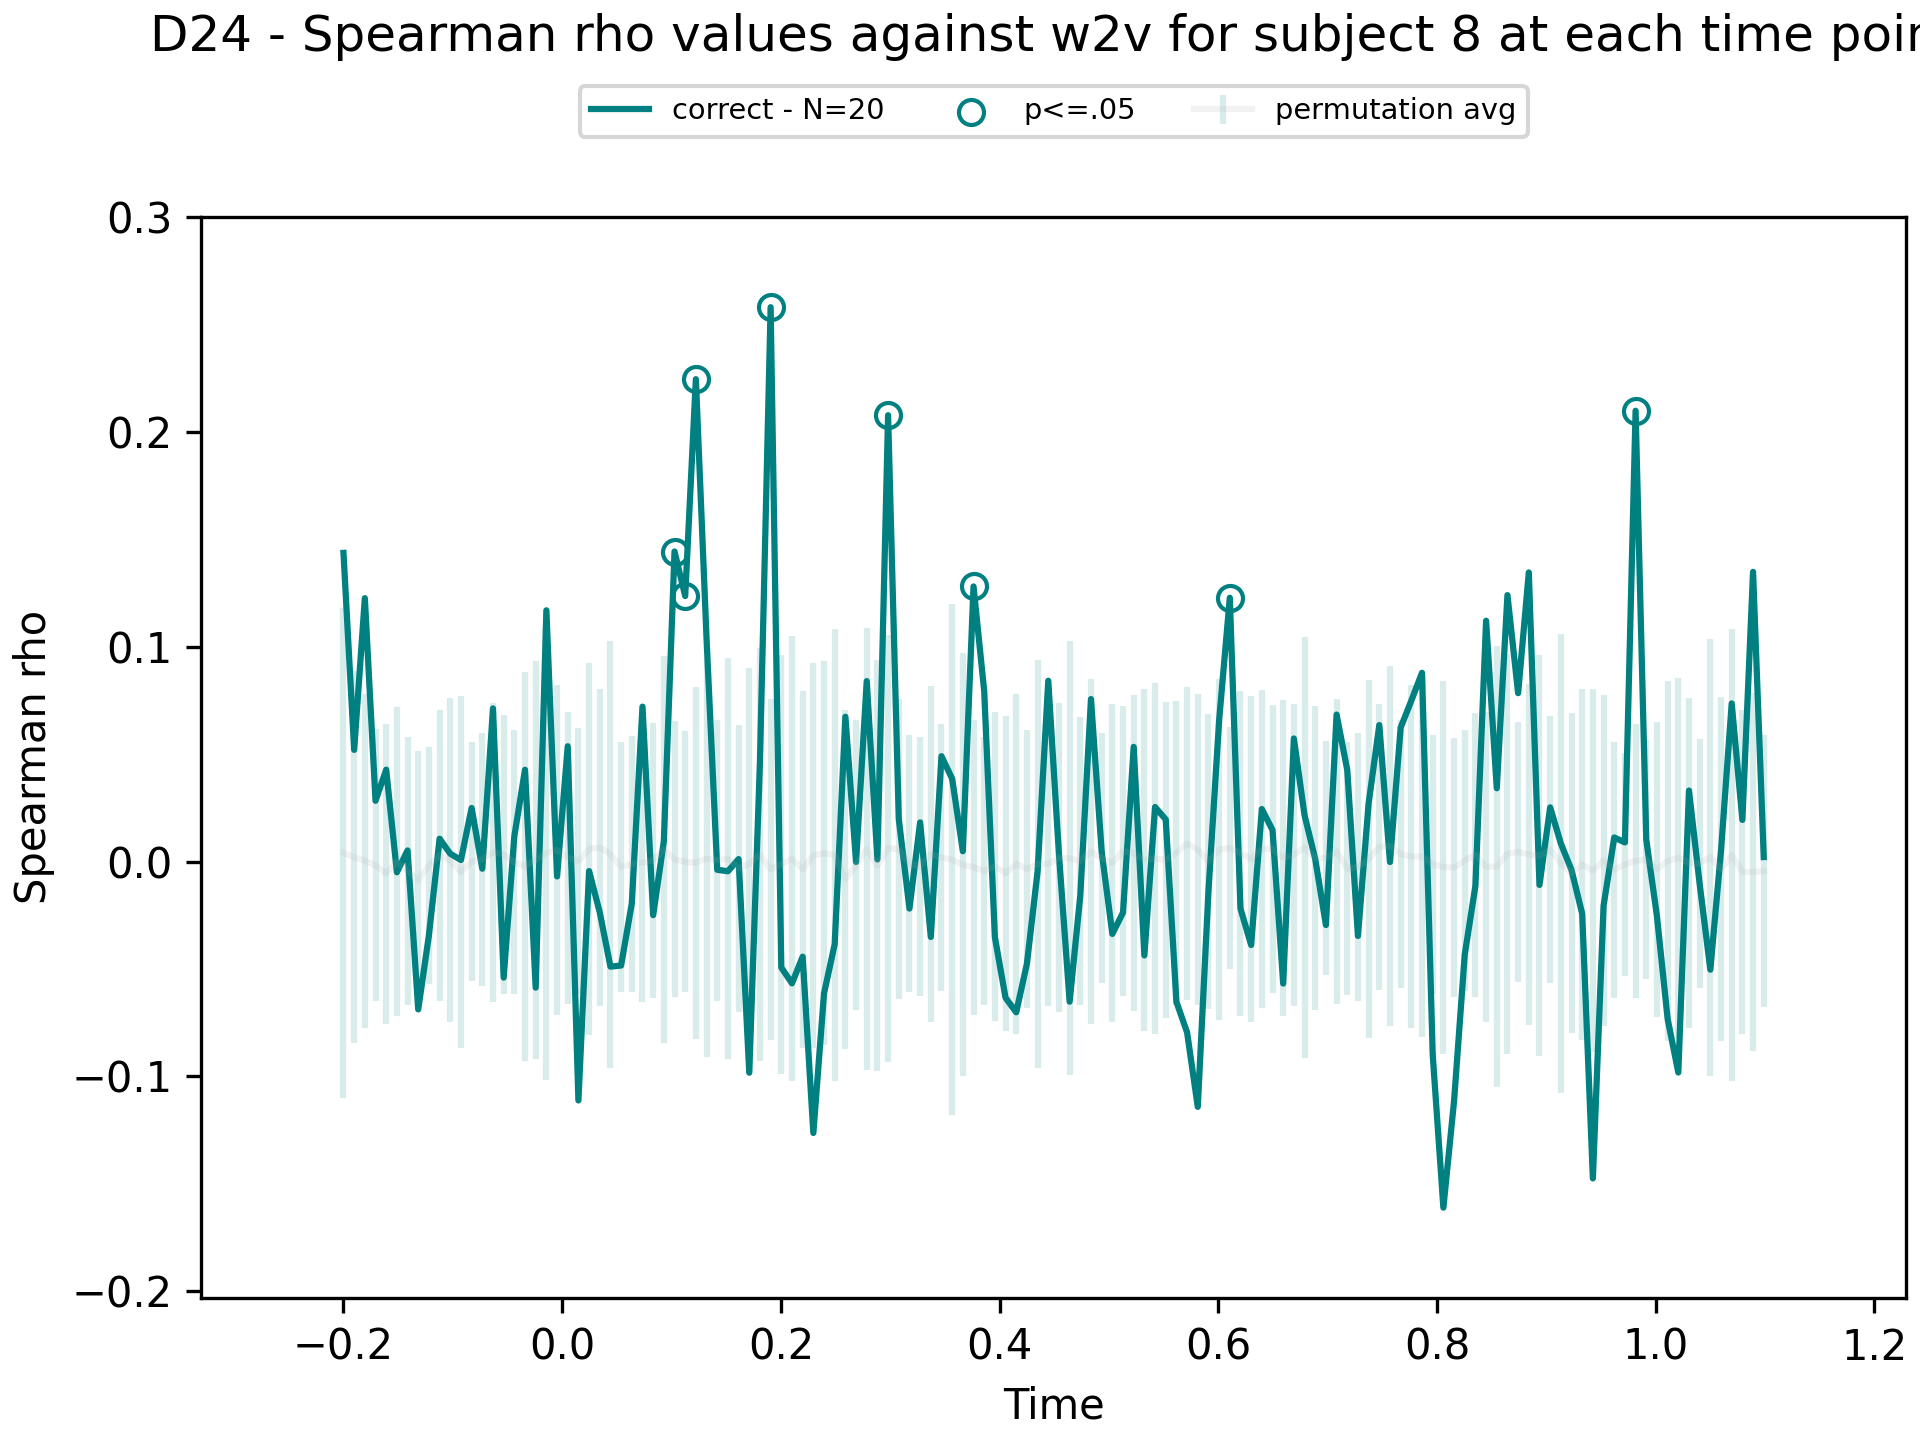 D24 - Spearman rho values against w2v for subject 8 at each time
correct - N=20 p<=.05 permutation avg
0.3
0.2
0.1
0.0
−0.1
−0.2
Spearman rho
−0.2 0.0 0.2 0.4 0.6 0.8 1.0 1.2
Time